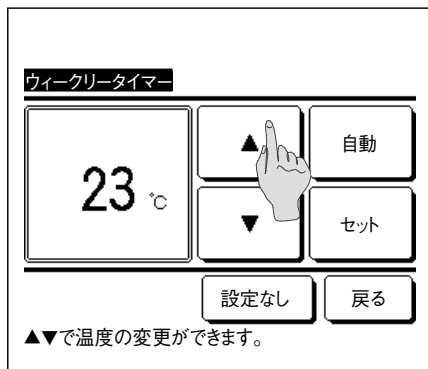 ウィークリータイマー
▲ 自動
23 ℃
▼ セット
設定なし 戻る
▲▼で温度の変更ができます。